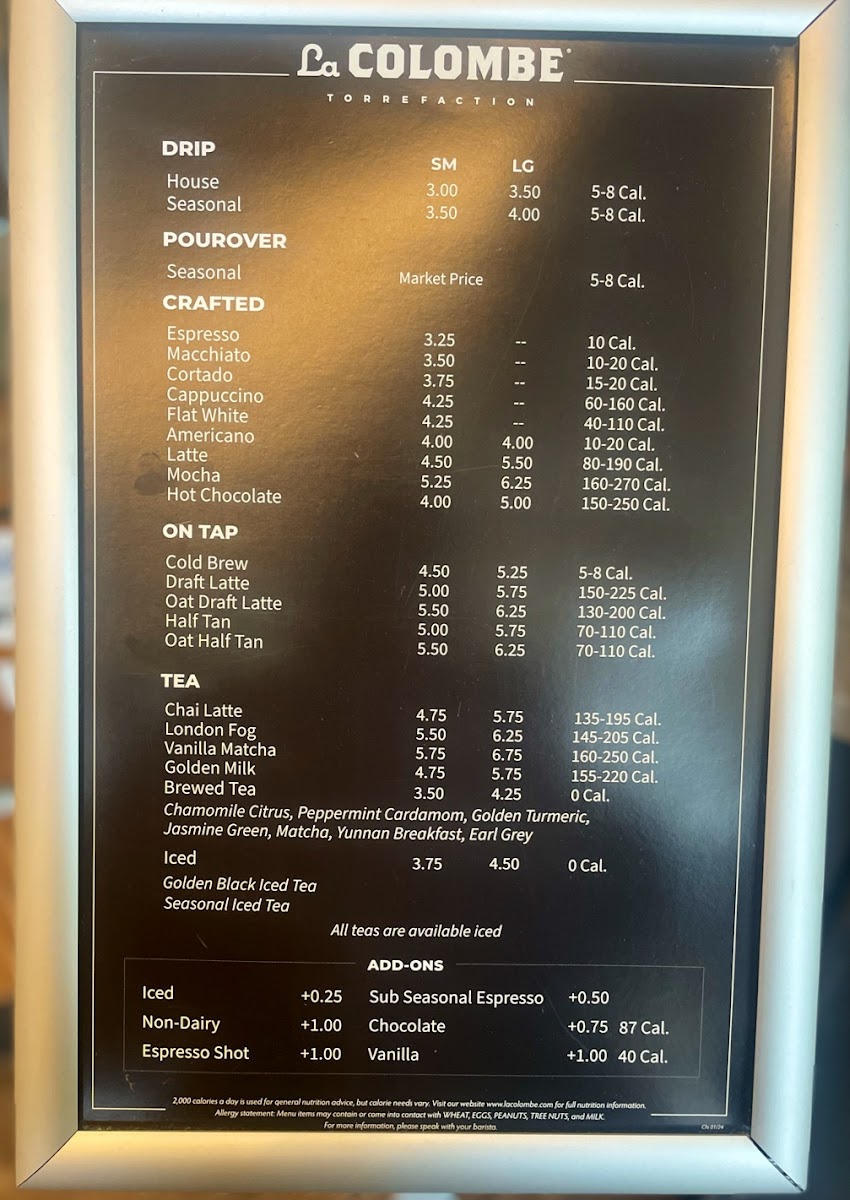 La COLOMBE
TORREFACTION
DRIP SM LG
House 3.00 3.50 5-8 Cal.
Seasonal 3.50 4.00 5-8 Cal.
POUROVER
Seasonal Market Price 5-8 Cal.
CRAFTED
Espresso 3.25 -- 10 Cal.
Macchiato 3.50 -- 10-20 Cal.
Cortado 3.75 -- 15-20 Cal.
Cappuccino 4.25 -- 60-160 Cal.
Flat White 4.25 -- 40-110 Cal.
Americano 4.00 4.00 10-20 Cal.
Latte 4.50 5.50 80-190 Cal.
Mocha 5.25 6.25 160-270 Cal.
Hot Chocolate 4.00 5.00 150-250 Cal.
ON TAP
Cold Brew 4.50 5.25 5-8 Cal.
Draft Latte 5.00 5.75 150-225 Cal.
Oat Draft Latte 5.50 6.25 130-200 Cal.
Half Tan 5.00 5.75 70-110 Cal.
Oat Half Tan 5.50 6.25 70-110 Cal.
TEA
Chai Latte 4.75 5.75 135-195 Cal.
London Fog 5.50 6.25 145-205 Cal.
Vanilla Matcha 5.75 6.75 160-250 Cal.
Golden Milk 4.75 5.75 155-220 Cal.
Brewed Tea 3.50 4.25 0 Cal.
Chamomile Citrus, Peppermint Cardamom, Golden Turmeric,
Jasmine Green, Matcha, Yunnan Breakfast, Earl Grey
Iced 3.75 4.50 0 Cal.
Golden Black Iced Tea
Seasonal Iced Tea
All teas are available iced
ADD-ONS
Iced +0.25 Sub Seasonal Espresso +0.50
Non-Dairy +1.00 Chocolate +0.75 87 Cal.
Espresso Shot +1.00 Vanilla +1.00 40 Cal.
2,000 calories a day is used for general nutrition advice, but calorie needs vary. Visit our website www.lacolombe.com for full nutrition information.
Allergy statement: Menu items may contain or come into contact with WHEAT, EGGS, PEANUTS, TREE NUTS, and MILK.
For more information, please speak with your barista.
Chi 01/24